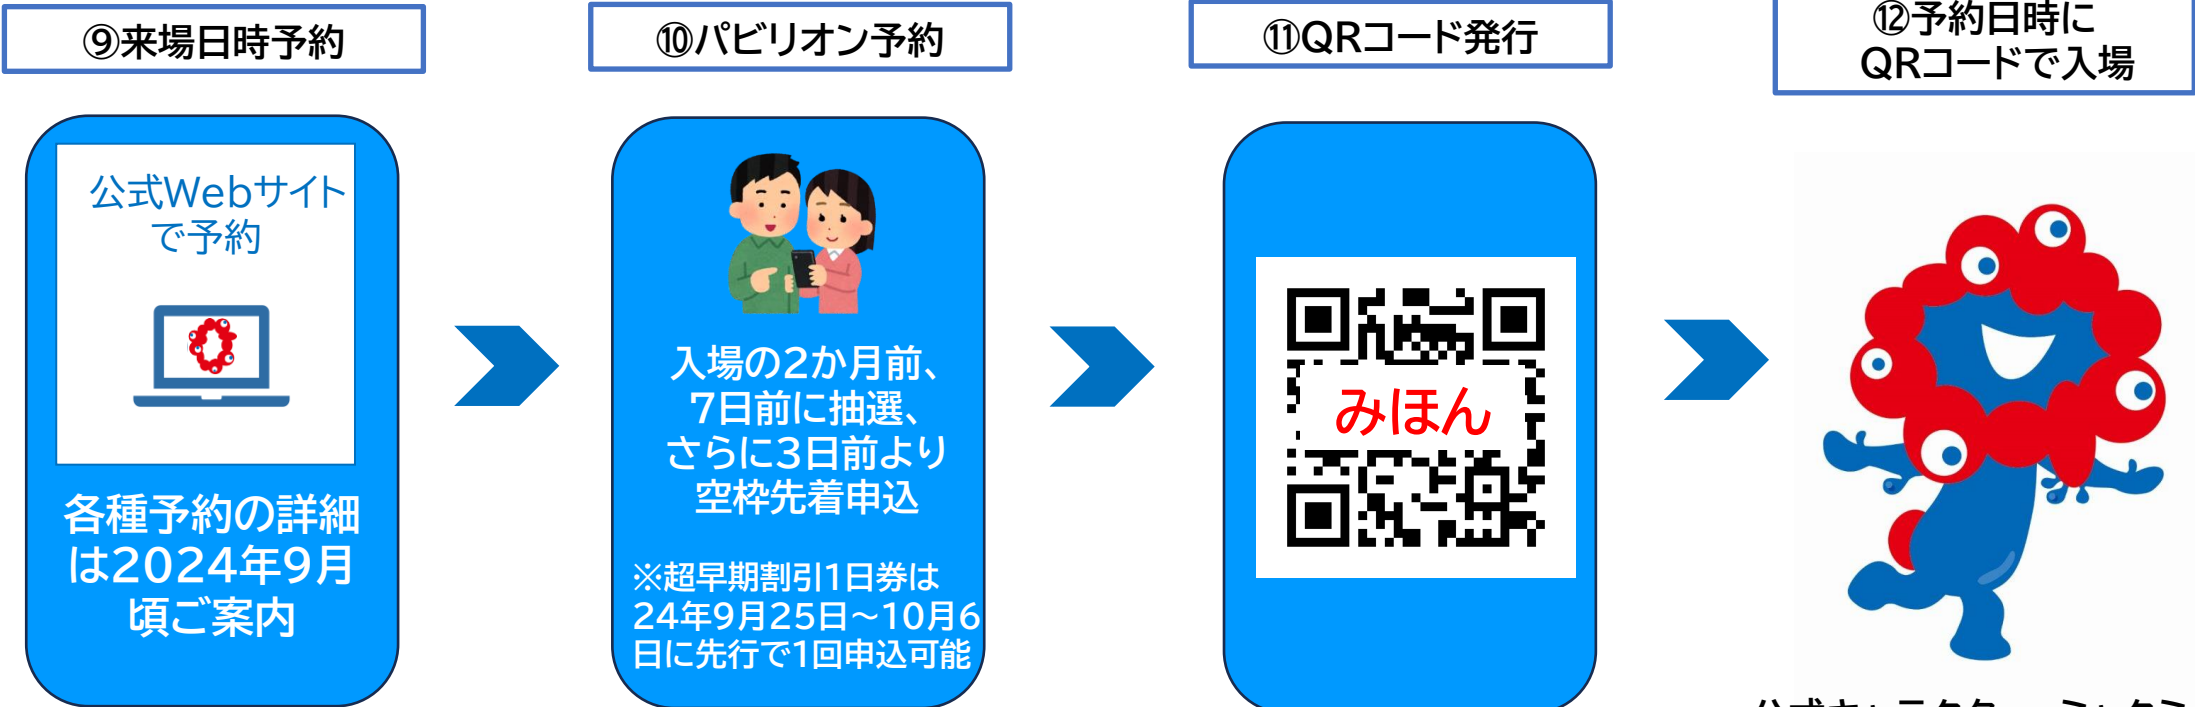 ⑨来場日時予約
公式Webサイト
で予約
各種予約の詳細
は2024年9月
頃ご案内
⑩パビリオン予約
入場の2か月前、
7日前に抽選、
さらに3日前より
空枠先着申込
※超早期割引1日券は
24年9月25日～10月6
日に先行で1回申込可能
⑪QRコード発行
みほん
⑫予約日時に
QRコードで入場